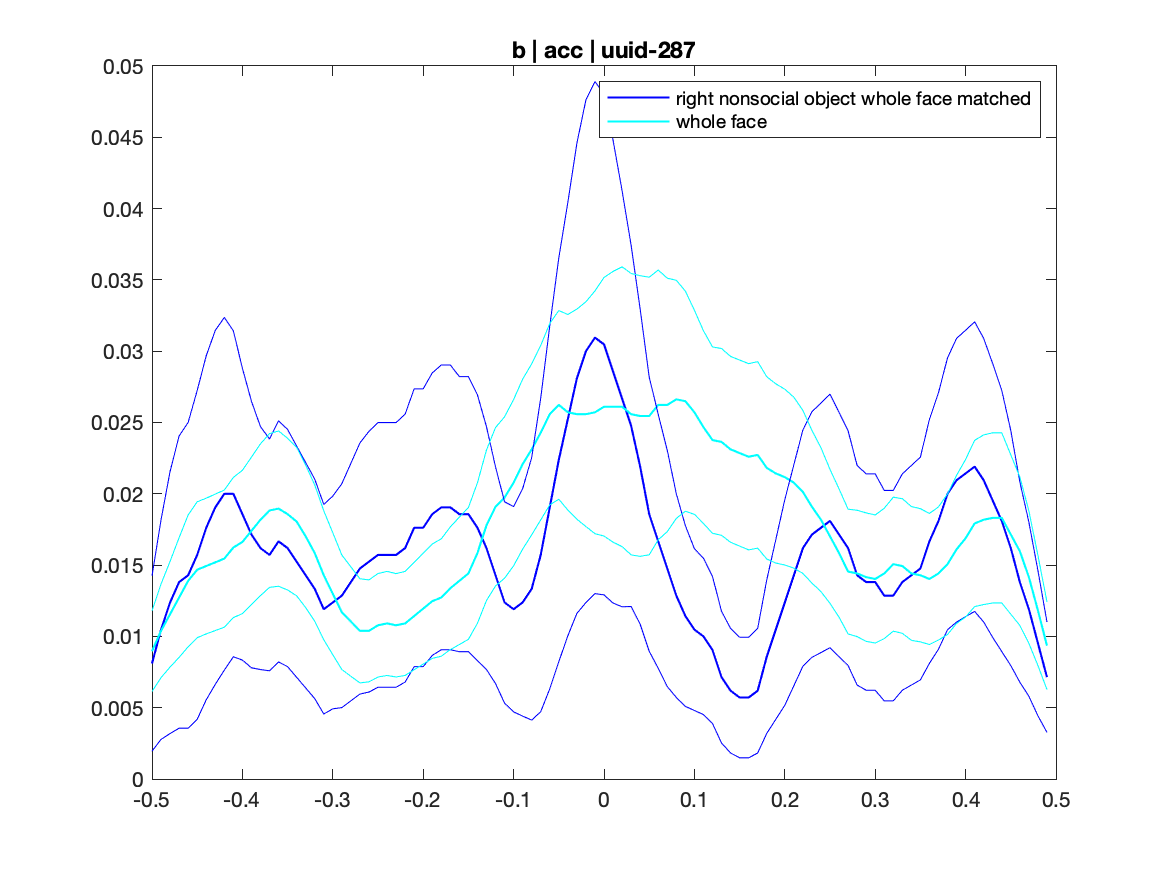 b | acc | uuid-287
0.05
0.045
0.04
0.035
0.03
0.025
0.02
0.015
0.01
0.005
0
right nonsocial object whole face matched
whole face
-0.5 -0.4 -0.3 -0.2 -0.1 0 0.1 0.2 0.3 0.4 0.5